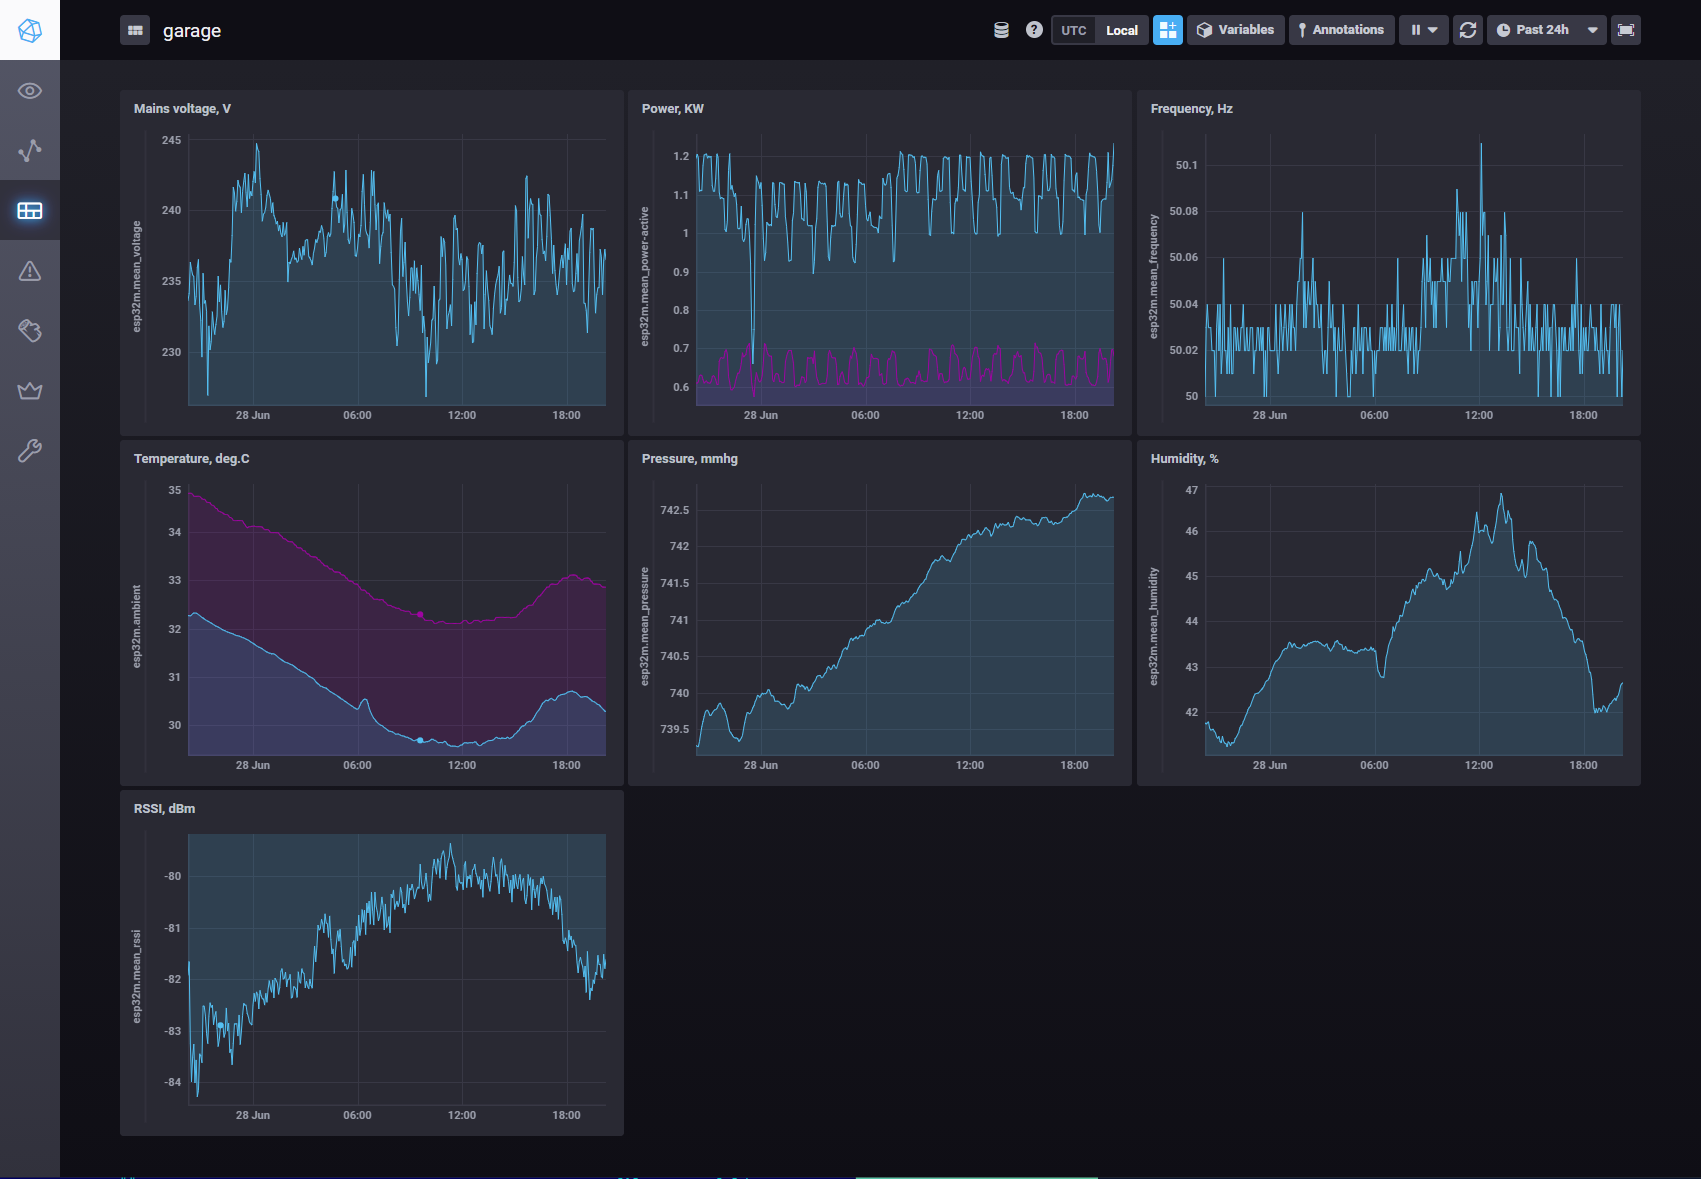 garage
?
UTC Local
Variables
Annotations
Past 24h
Mains voltage, V
esp32m.mean_voltage
245
240
235
230
28 Jun 06:00 12:00 18:00
Power, KW
esp32m.mean_power-active
1.2
1.1
1
0.9
0.8
0.7
0.6
28 Jun 06:00 12:00 18:00
Frequency, Hz
esp32m.mean_frequency
50.1
50.08
50.06
50.04
50.02
50
28 Jun 06:00 12:00 18:00
Temperature, deg.C
esp32m.ambient
35
34
33
32
31
30
28 Jun 06:00 12:00 18:00
Pressure, mmhg
esp32m.mean_pressure
742.5
742
741.5
741
740.5
740
739.5
28 Jun 06:00 12:00 18:00
Humidity, %
esp32m.mean_humidity
47
46
45
44
43
42
28 Jun 06:00 12:00 18:00
RSSI, dBm
esp32m.mean_rssi
-80
-81
-82
-83
-84
28 Jun 06:00 12:00 18:00